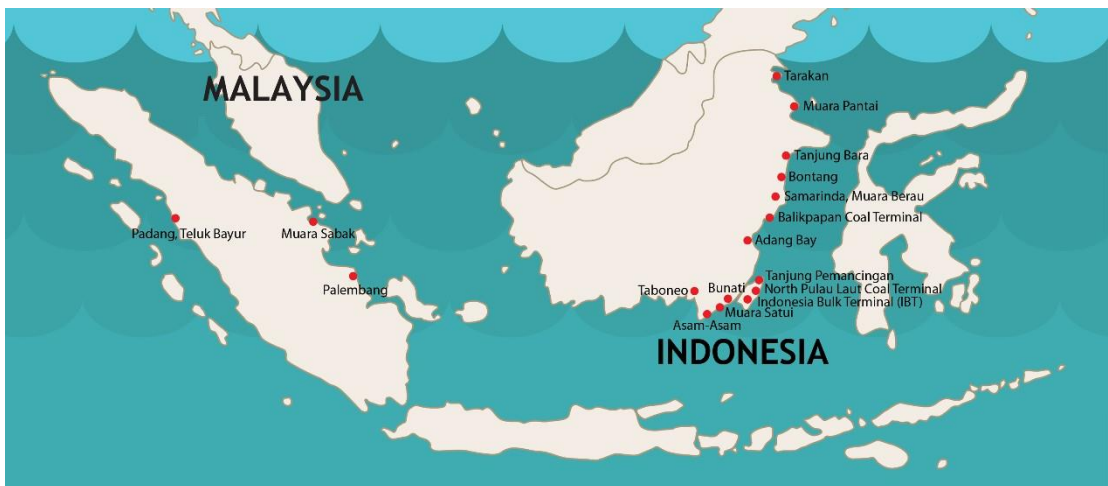 MALAYSIA
Tarakan
Muara Pantai
Tanjung Bara
Bontang
Samarinda, Muara Berau
Balikpapan Coal Terminal
Padang, Teluk Bayur
Muara Sabak
Adang Bay
Palembang
Tanjung Pemancingan
Taboneo
Bunati
North Pulau Laut Coal Terminal
Indonesia Bulk Terminal (IBT)
Muara Satui
Asam-Asam
INDONESIA